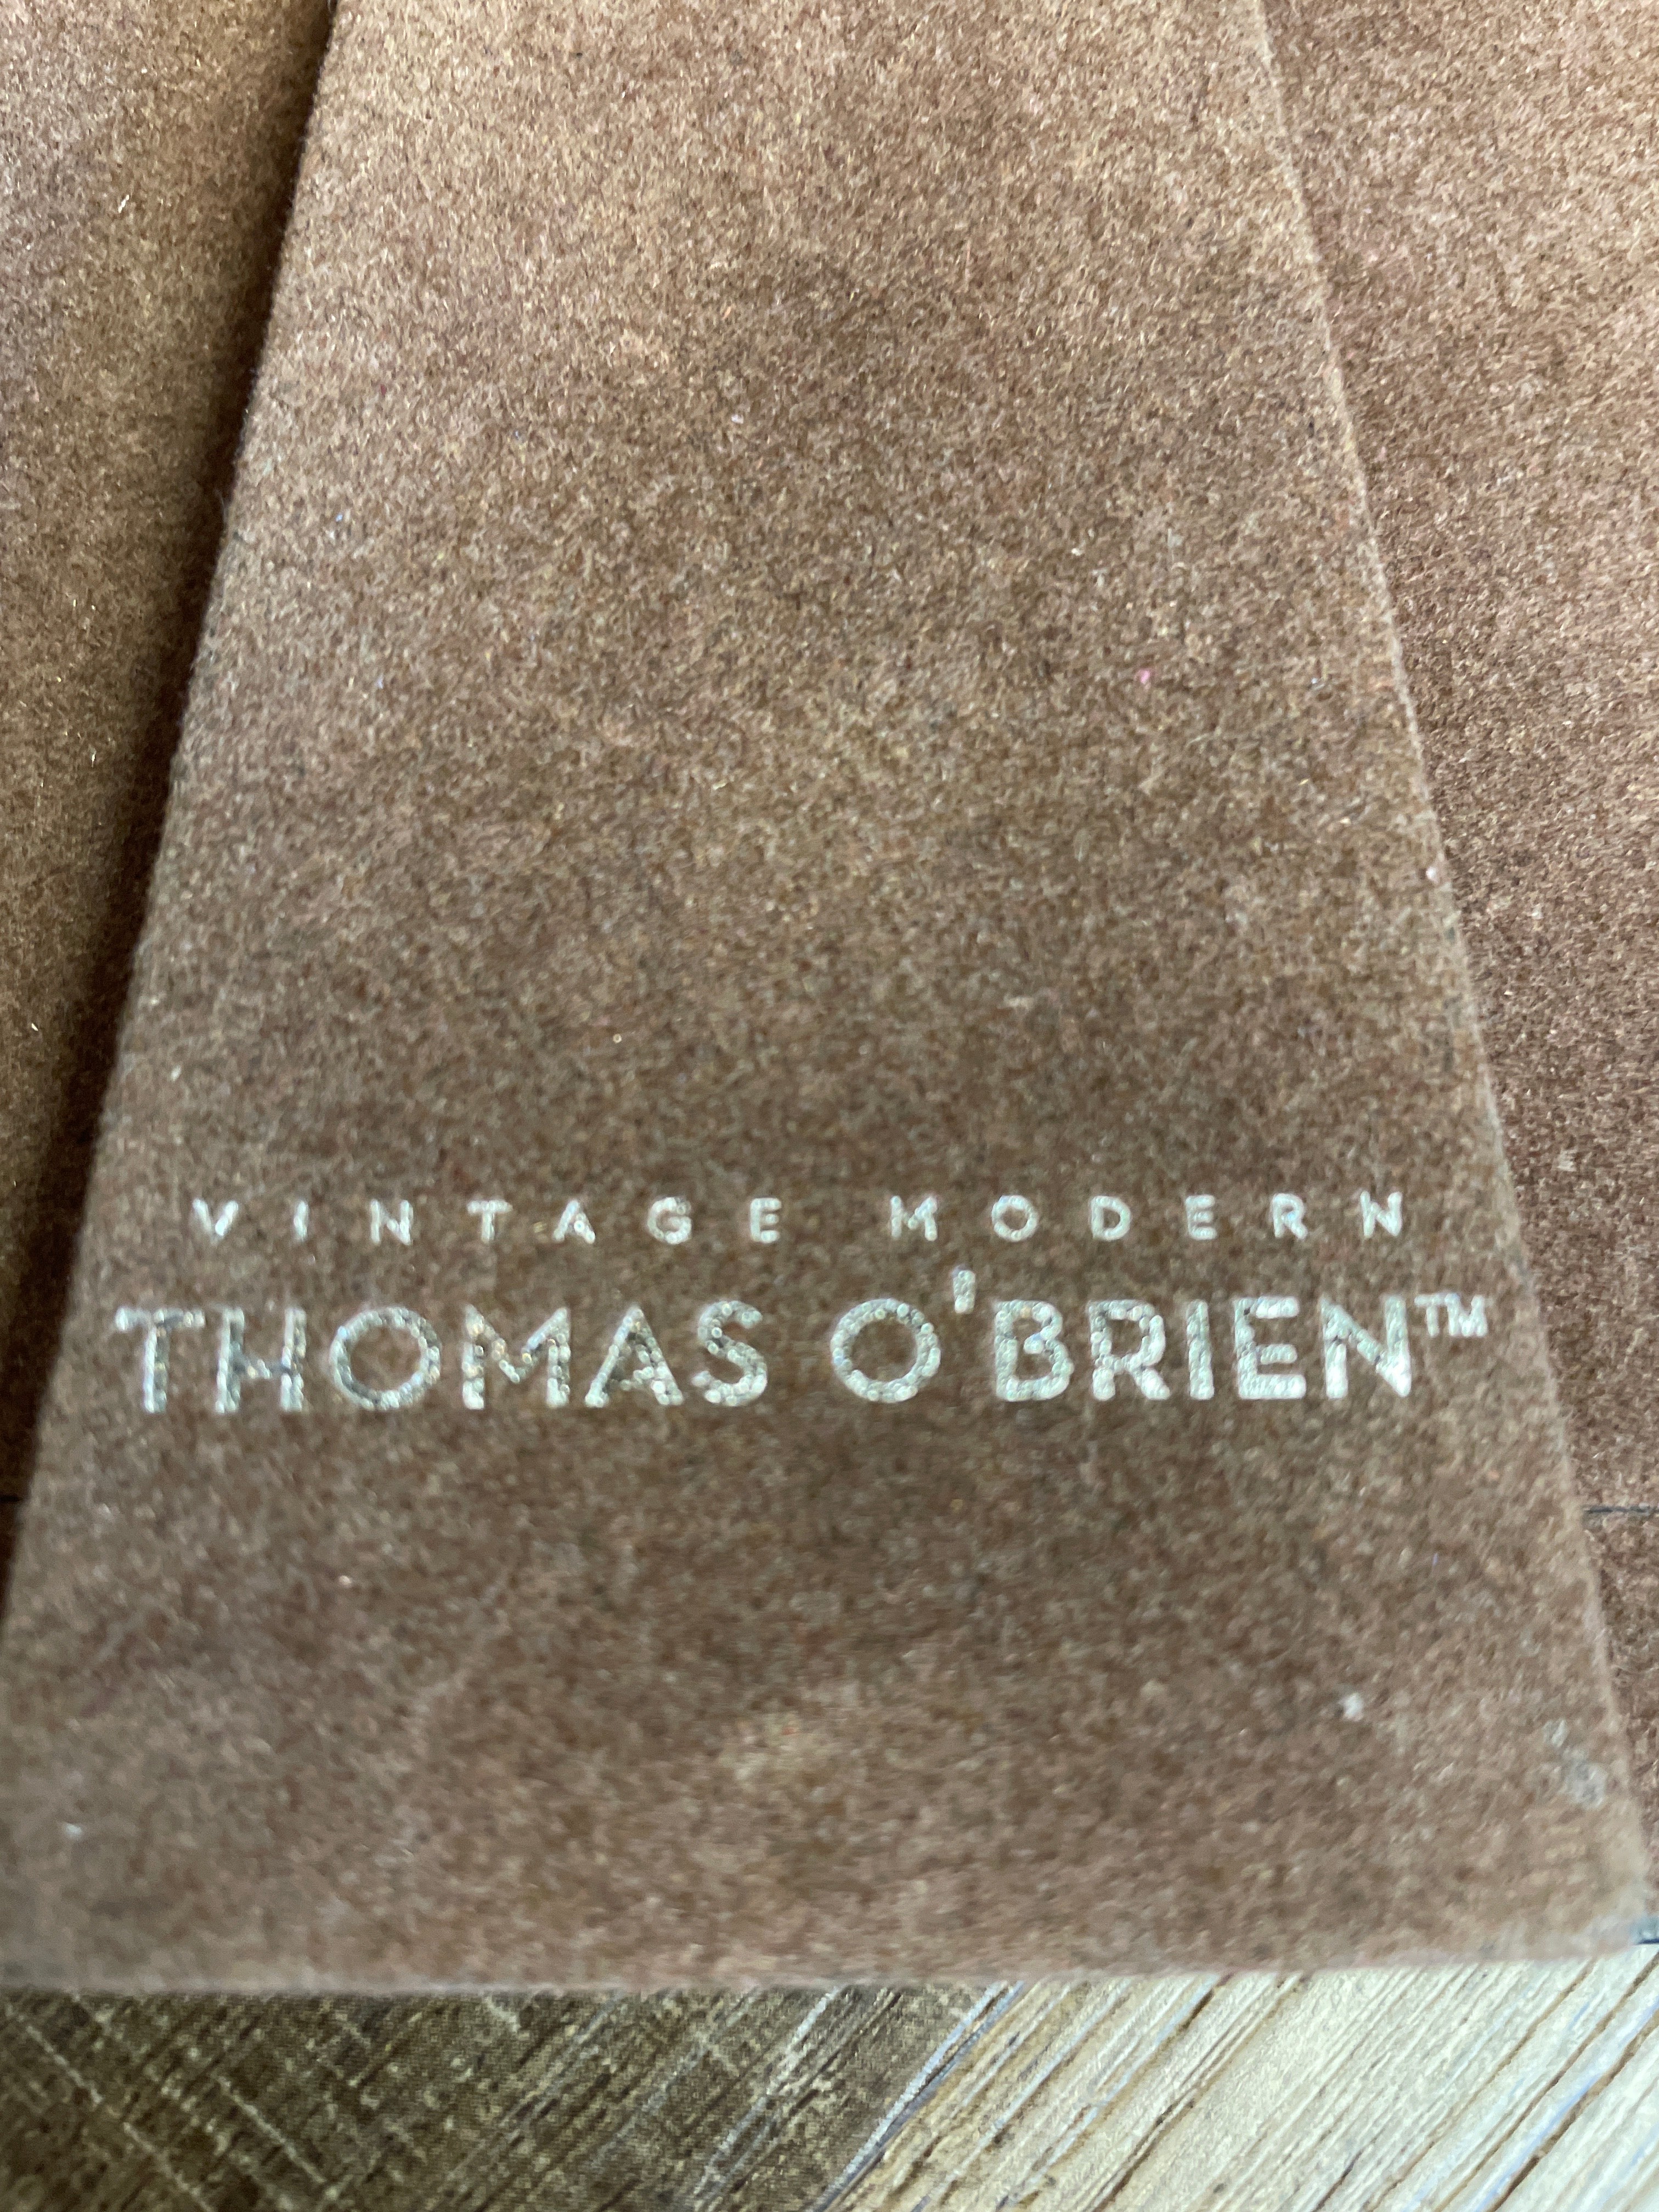 VINTAGE MODERN
THOMAS O'BRIEN™